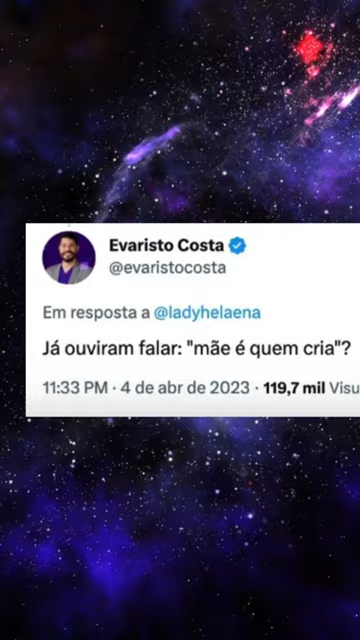 Evaristo Costa
@evaristocosta
Em resposta a @ladyhelaena
Já ouviram falar: "mãe é quem cria"?
11:33 PM · 4 de abr de 2023 · 119,7 mil Visu